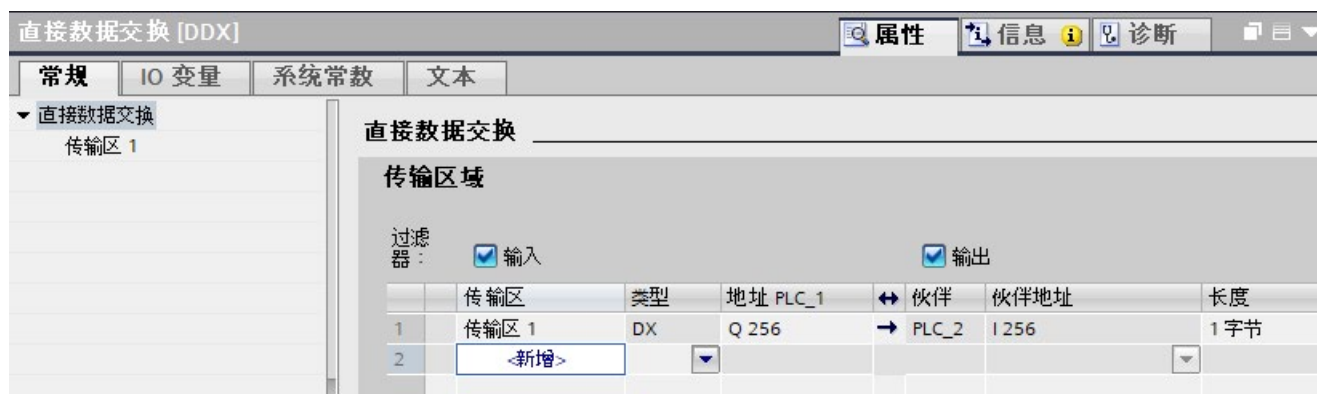 直接数据交换 [DDX]
属性 信息 诊断
常规 IO 变量 系统常数 文本
直接数据交换
传输区 1
直接数据交换
传输区域
过滤器: 输入 输出
传输区 类型 地址 PLC_1 伙伴 伙伴地址 长度
1 传输区 1 DX Q 256 → PLC_2 I 256 1 字节
2 <新增>